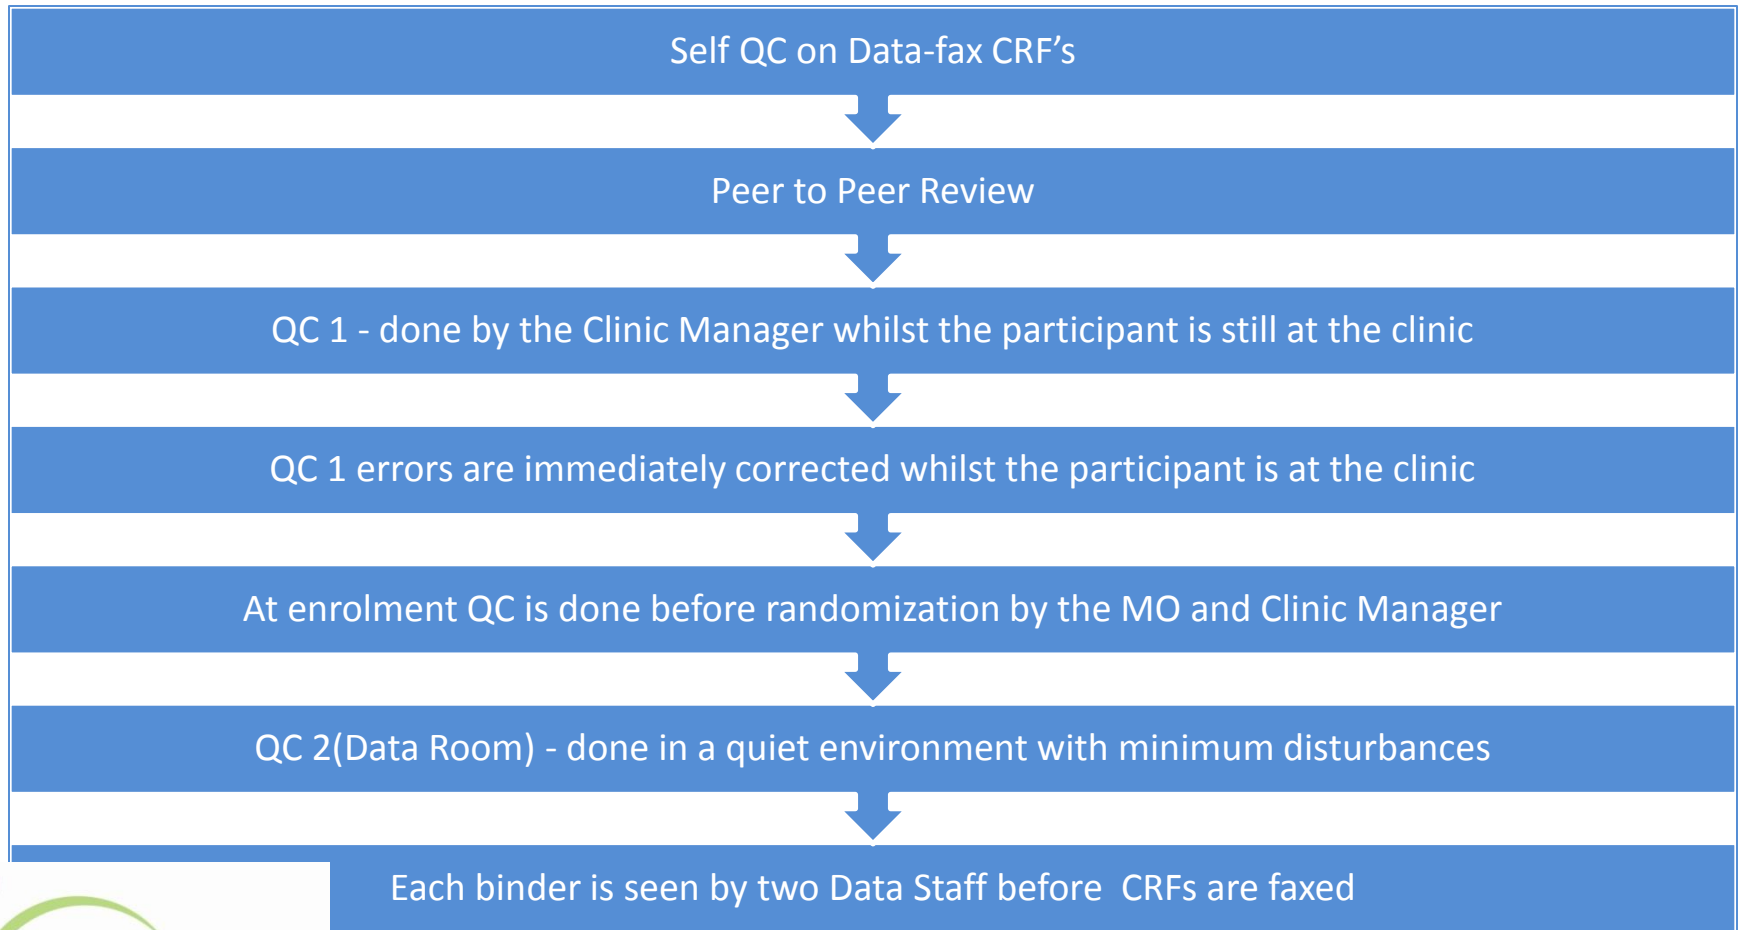 Self QC on Data-fax CRF’s
Peer to Peer Review
QC 1 - done by the Clinic Manager whilst the participant is still at the clinic
QC 1 errors are immediately corrected whilst the participant is at the clinic
At enrolment QC is done before randomization by the MO and Clinic Manager
QC 2(Data Room) - done in a quiet environment with minimum disturbances
Each binder is seen by two Data Staff before  CRFs are faxed